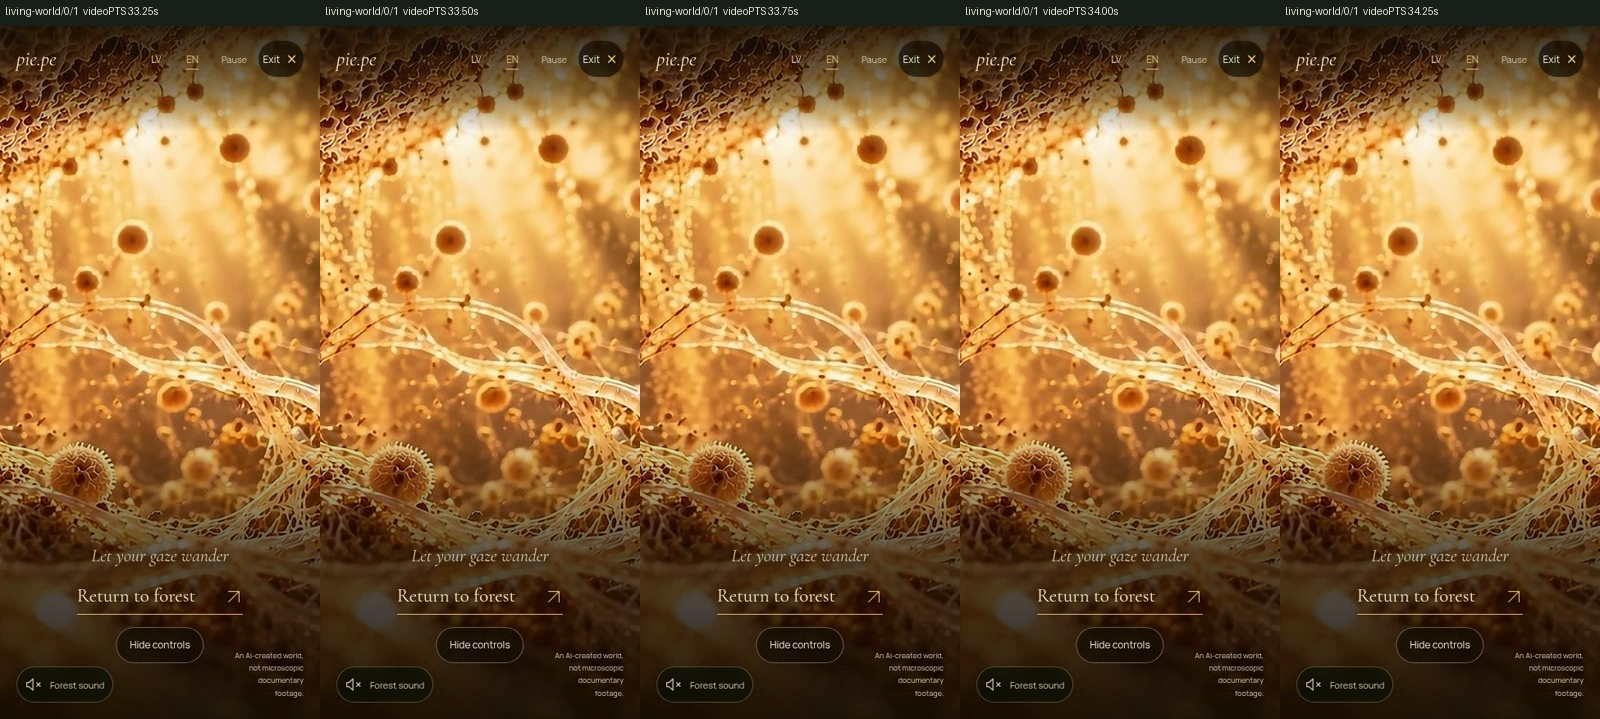 living-world/0/1 videoPTS 33.25s
living-world/0/1 videoPTS 33.50s
living-world/0/1 videoPTS 33.75s
living-world/0/1 videoPTS 34.00s
living-world/0/1 videoPTS 34.25s
pie.pe LV EN Pause Exit ×
Let your gaze wander
Return to forest
Hide controls
An AI-created world,
not microscopic
documentary
footage.
Forest sound
pie.pe LV EN Pause Exit ×
Let your gaze wander
Return to forest
Hide controls
An AI-created world,
not microscopic
documentary
footage.
Forest sound
pie.pe LV EN Pause Exit ×
Let your gaze wander
Return to forest
Hide controls
An AI-created world,
not microscopic
documentary
footage.
Forest sound
pie.pe LV EN Pause Exit ×
Let your gaze wander
Return to forest
Hide controls
An AI-created world,
not microscopic
documentary
footage.
Forest sound
pie.pe LV EN Pause Exit ×
Let your gaze wander
Return to forest
Hide controls
An AI-created world,
not microscopic
documentary
footage.
Forest sound